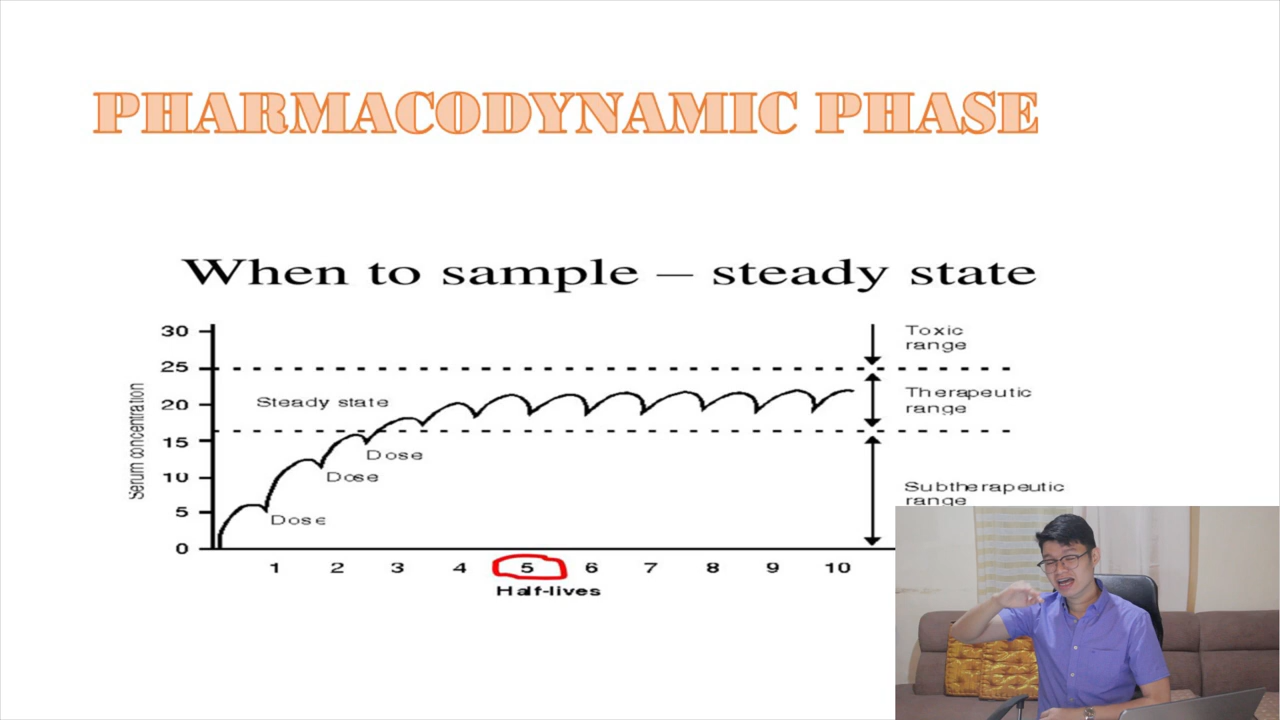 PHARMACODYNAMIC PHASE
When to sample – steady state
30
25
20
15
10
5
0
Serum concentration
Steady state
Dose
Dose
Dose
Toxic
range
Therapeutic
range
Subtherapeutic
range
1 2 3 4 5 6 7 8 9 10
Half-lives